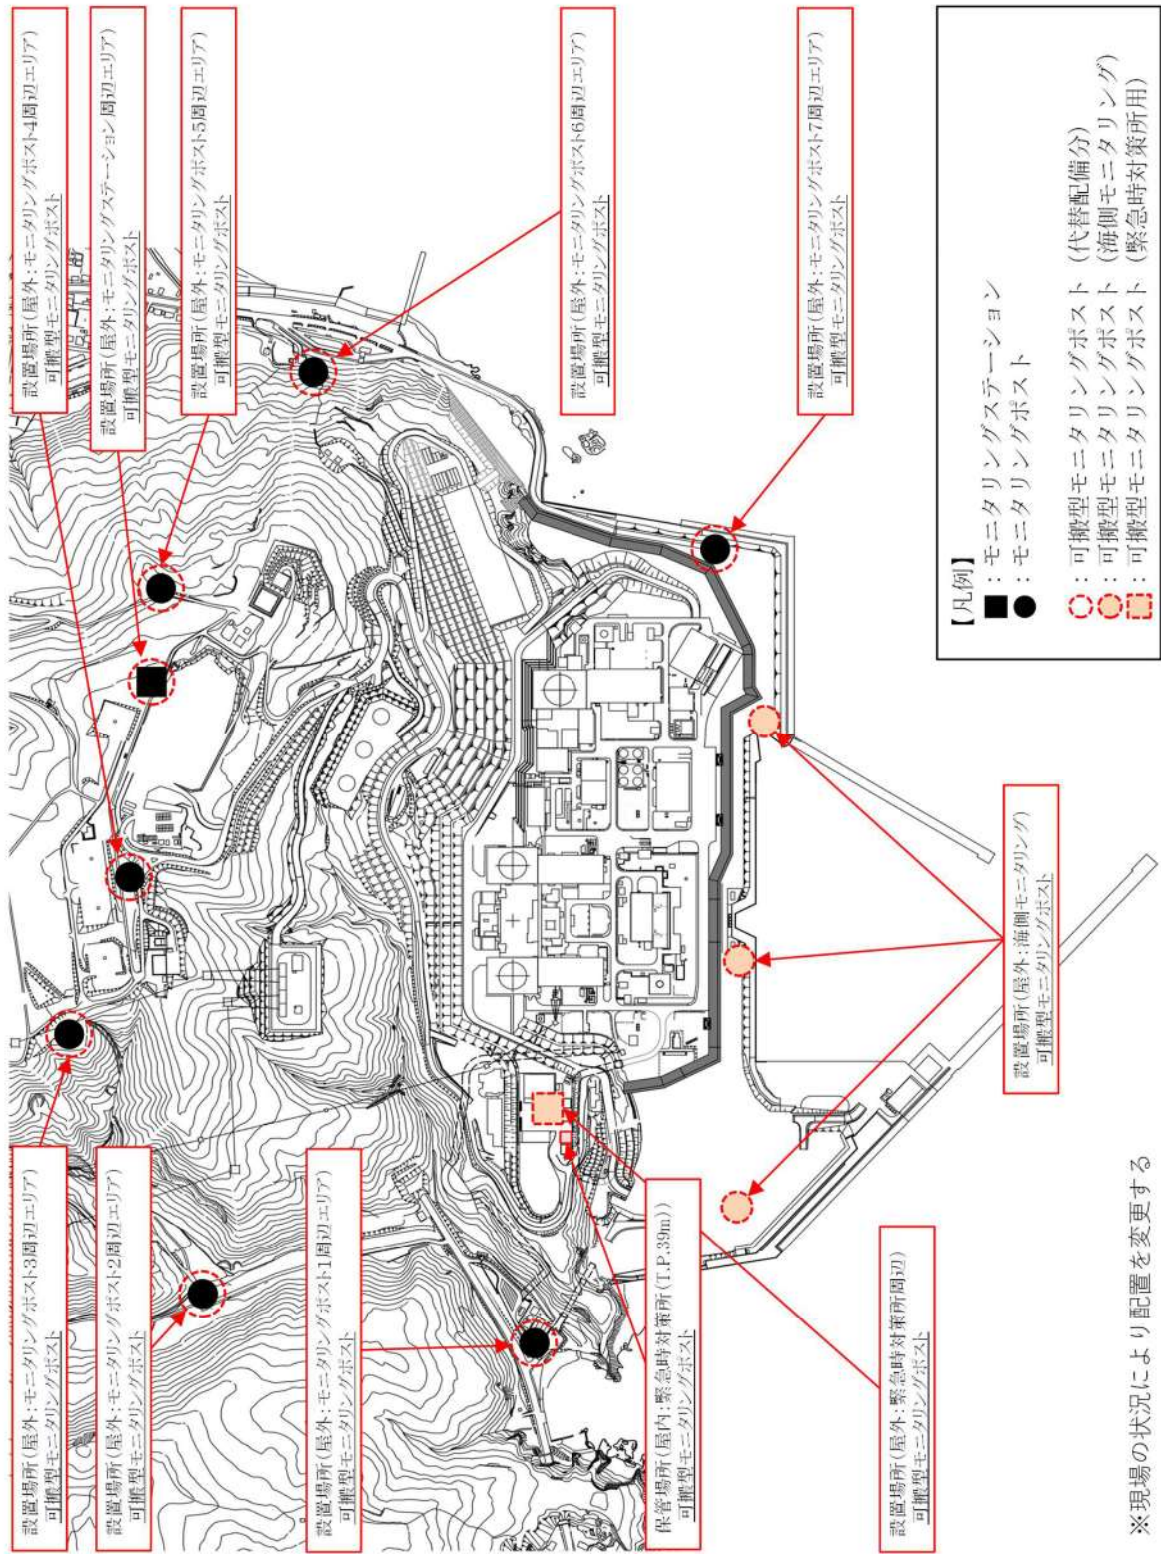 設置場所(屋外:モニタリングポスト3周辺エリア)
可搬型モニタリングポスト
設置場所(屋外:モニタリングポスト4周辺エリア)
可搬型モニタリングポスト
設置場所(屋外:モニタリングステーション周辺エリア)
可搬型モニタリングポスト
設置場所(屋外:モニタリングポスト2周辺エリア)
可搬型モニタリングポスト
設置場所(屋外:モニタリングポスト5周辺エリア)
可搬型モニタリングポスト
設置場所(屋外:モニタリングポスト1周辺エリア)
可搬型モニタリングポスト
設置場所(屋外:モニタリングポスト6周辺エリア)
可搬型モニタリングポスト
保管場所(屋内:緊急時対策所(T.P.39m))
可搬型モニタリングポスト
設置場所(屋外:モニタリングポスト7周辺エリア)
可搬型モニタリングポスト
設置場所(屋外:緊急時対策所周辺)
可搬型モニタリングポスト
設置場所(屋外:海側モニタリング)
可搬型モニタリングポスト
【凡例】
:モニタリングステーション
:モニタリングポスト
:可搬型モニタリングポスト(代替配備分)
:可搬型モニタリングポスト(海側モニタリング)
:可搬型モニタリングポスト(緊急時対策所用)
※現場の状況により配置を変更する